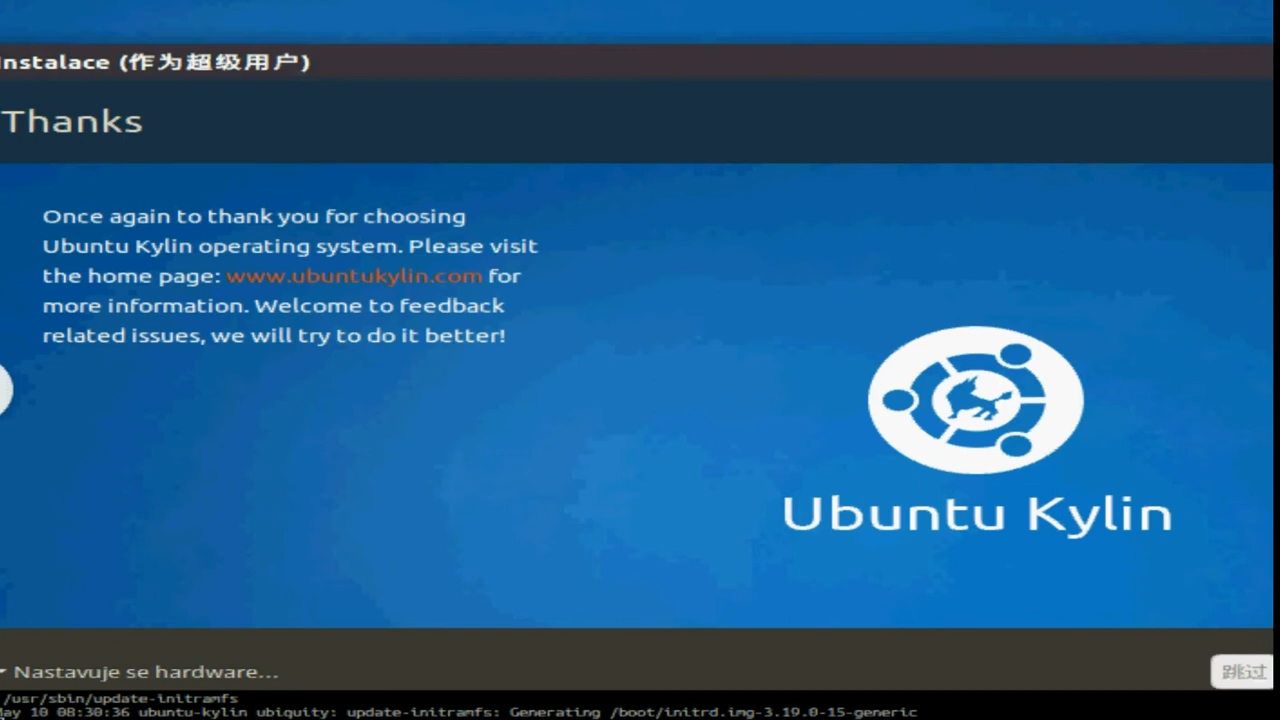 Instalace (作为超级用户)
Thanks
Once again to thank you for choosing
Ubuntu Kylin operating system. Please visit
the home page: www.ubuntukylin.com for
more information. Welcome to feedback
related issues, we will try to do it better!
Ubuntu Kylin
Nastavuje se hardware...
跳过
/usr/sbin/update-initramfs
May 10 08:30:36 ubuntu-kylin ubiquity: update-initramfs: Generating /boot/initrd.img-3.19.0-15-generic